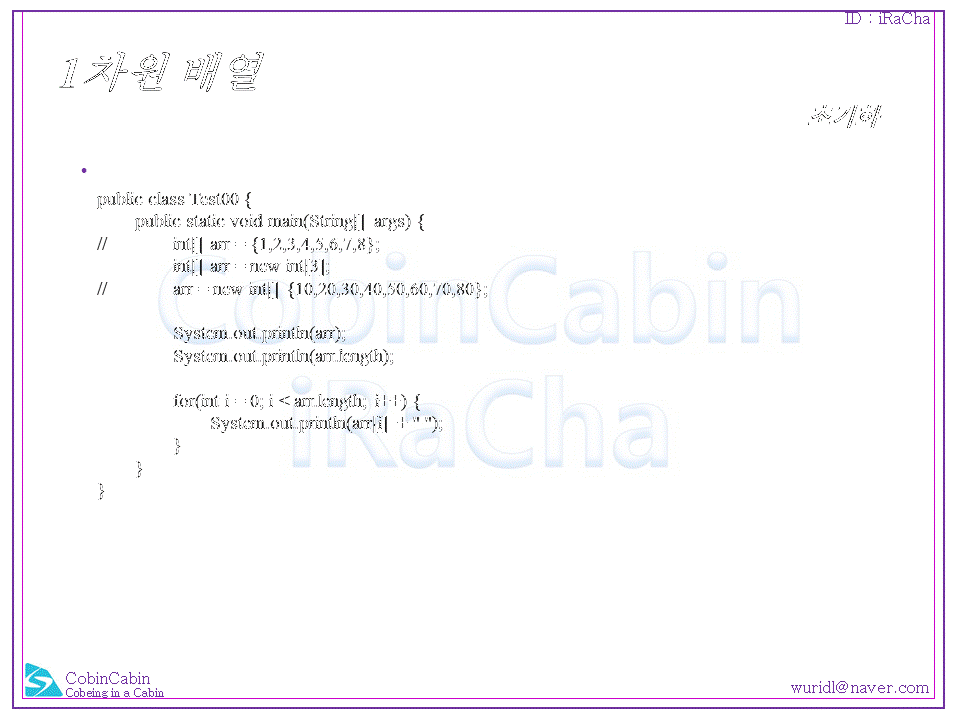 ID : iRaCha
1차원 배열
초기화
•
public class Test00 {
public static void main(String[] args) {
// int[] arr = {1,2,3,4,5,6,7,8};
int[] arr = new int[3];
// arr = new int[] {10,20,30,40,50,60,70,80};
System.out.println(arr);
System.out.println(arr.length);
for(int i = 0; i < arr.length; i++) {
System.out.println(arr[i] + " ");
}
}
}
CobinCabin
iRaCha
CobinCabin
Cobeing in a Cabin
wuridl@naver.com